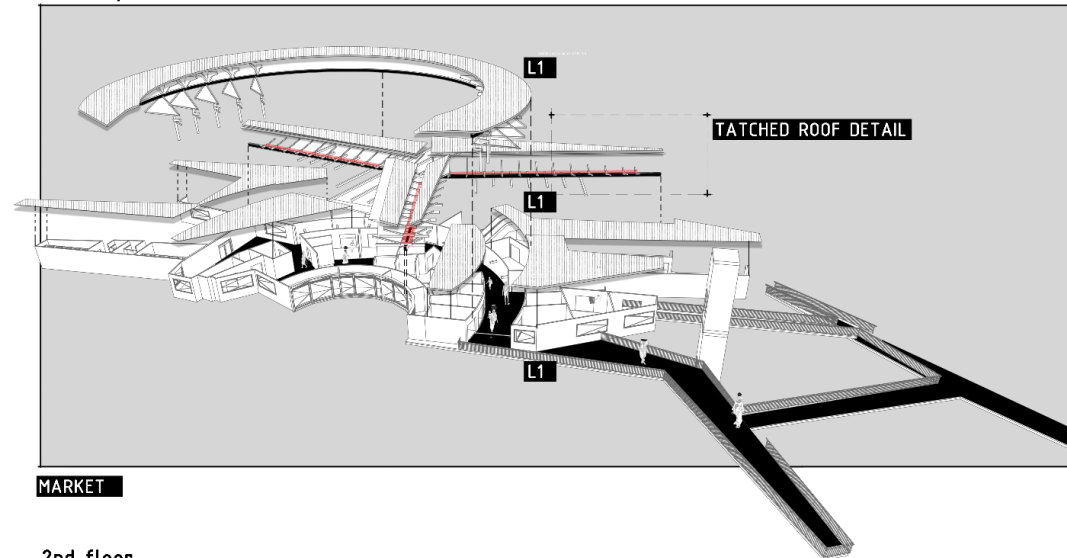 L1
TATCHED ROOF DETAIL
L1
L1
MARKET
2nd floor